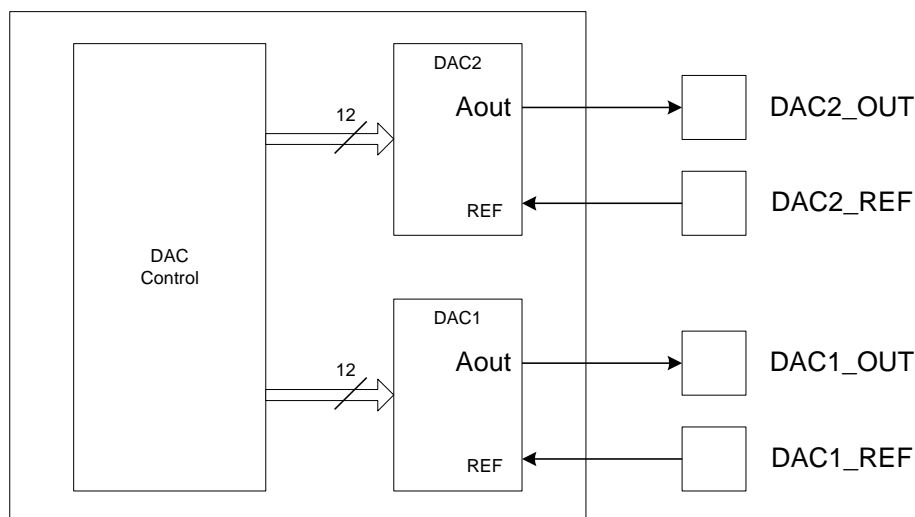 DAC2
Aout
DAC2_OUT
12
REF
DAC2_REF
DAC
Control
DAC1
Aout
DAC1_OUT
12
REF
DAC1_REF